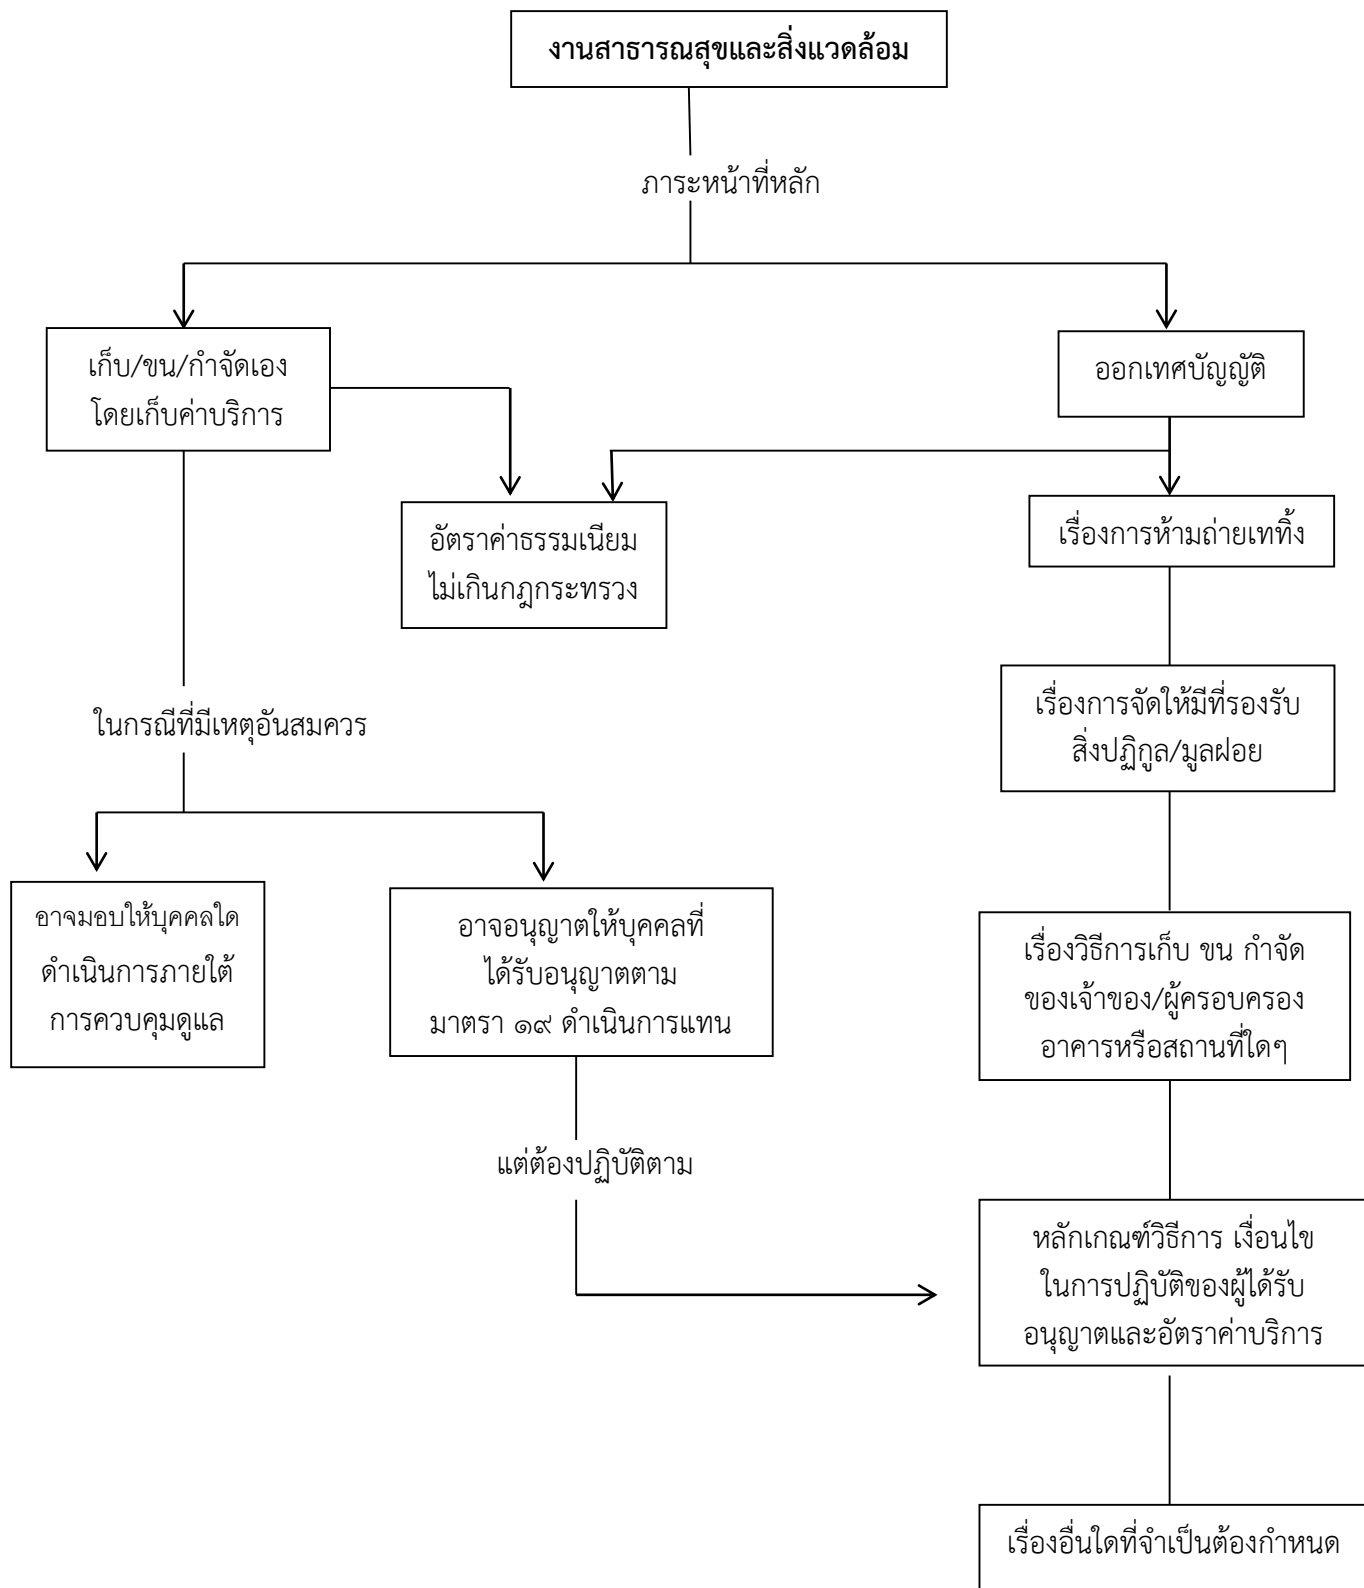 งานสาธารณสุขและสิ่งแวดล้อม
ภาระหน้าที่หลัก
เก็บ/ขน/กำจัดเอง
โดยเก็บค่าบริการ
ออกเทศบัญญัติ
อัตราค่าธรรมเนียม
ไม่เกินกฎกระทรวง
เรื่องการห้ามถ่ายเททิ้ง
เรื่องการจัดให้มีที่รองรับ
สิ่งปฏิกูล/มูลฝอย
ในกรณีที่มีเหตุอันสมควร
อาจมอบให้บุคคลใด
ดำเนินการภายใต้
การควบคุมดูแล
อาจอนุญาตให้บุคคลที่
ได้รับอนุญาตตาม
มาตรา ๑๙ ดำเนินการแทน
เรื่องวิธีการเก็บ ขน กำจัด
ของเจ้าของ/ผู้ครอบครอง
อาคารหรือสถานที่ใดๆ
แต่ต้องปฏิบัติตาม
หลักเกณฑ์วิธีการ เงื่อนไข
ในการปฏิบัติของผู้ได้รับ
อนุญาตและอัตราค่าบริการ
เรื่องอื่นใดที่จำเป็นต้องกำหนด